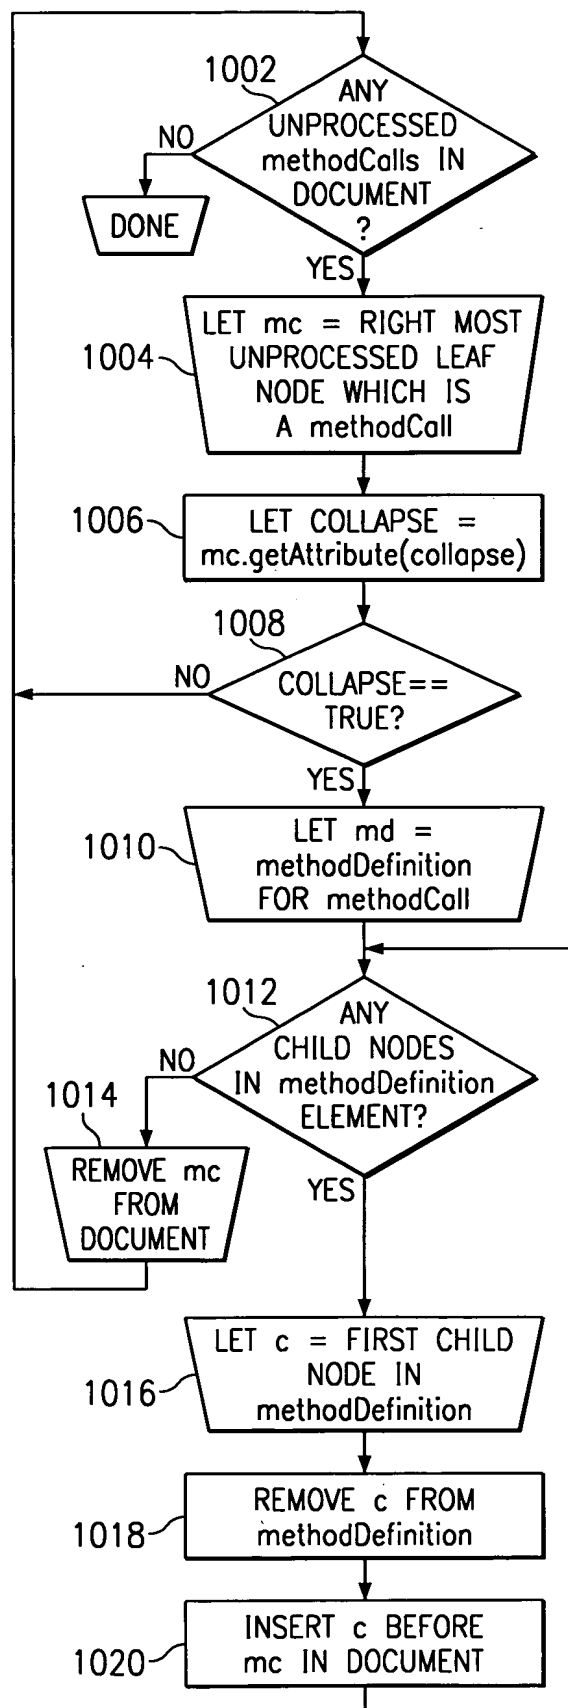 1002
ANY
UNPROCESSED
methodCalls IN
DOCUMENT
?
NO
DONE
YES
1004
LET mc = RIGHT MOST
UNPROCESSED LEAF
NODE WHICH IS
A methodCall
1006
LET COLLAPSE =
mc.getAttribute(collapse)
1008
NO
COLLAPSE==
TRUE?
YES
1010
LET md =
methodDefinition
FOR methodCall
1012
ANY
CHILD NODES
IN methodDefinition
ELEMENT?
NO
1014
REMOVE mc
FROM
DOCUMENT
YES
1016
LET c = FIRST CHILD
NODE IN
methodDefinition
1018
REMOVE c FROM
methodDefinition
1020
INSERT c BEFORE
mc IN DOCUMENT